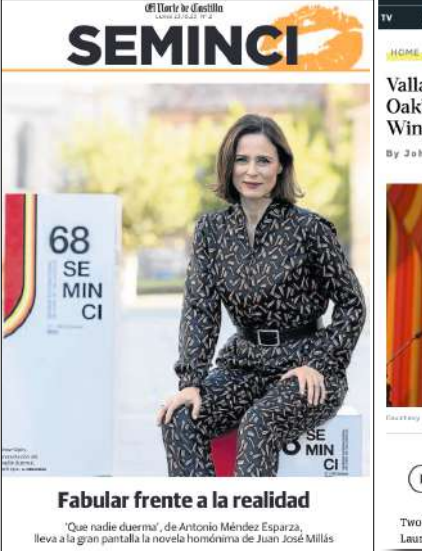 El Norte de Castilla
SEMINCI
68
SE
MIN
CI
SE
MIN
CI
Fabular frente a la realidad
'Que nadie duerma', de Antonio Méndez Esparza,
lleva a la gran pantalla la novela homónima de Juan José Millás
TV
HOME
Valla
Oak
Win
By Joh
Courtesy
Two
Laur